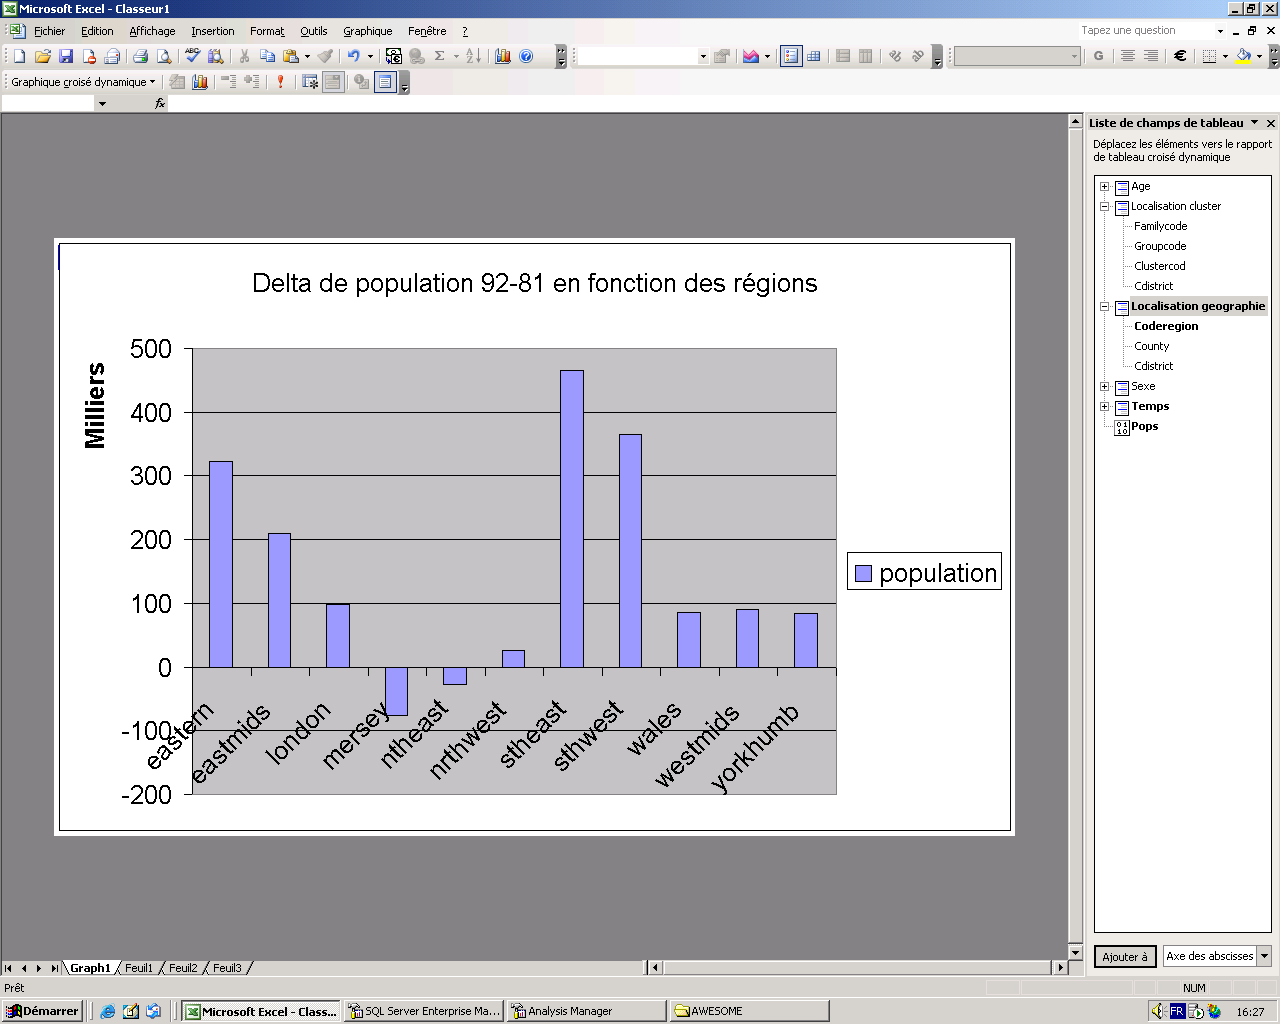 Microsoft Excel - Classeur1
Fichier Edition Affichage Insertion Format Outils Graphique Fenêtre ? Tapez une question
G €
Graphique croisé dynamique
fx
Liste de champs de tableau
Déplacez les éléments vers le rapport
de tableau croisé dynamique
Age
Localisation cluster
Familycode
Groupcode
Clustercod
Cdistrict
Localisation geographie
Coderegion
County
Cdistrict
Sexe
Temps
Pops
Delta de population 92-81 en fonction des régions
Milliers
500
400
300
200
100
0
-100
-200
eastern
eastmids
london
mersey
ntheast
nrthwest
stheast
sthwest
wales
westmids
yorkhumb
population
Ajouter à Axe des abscisses
Graph1 Feuil1 Feuil2 Feuil3
Prêt NUM
Démarrer Microsoft Excel - Class... SQL Server Enterprise Ma... Analysis Manager AWESOME FR 16:27